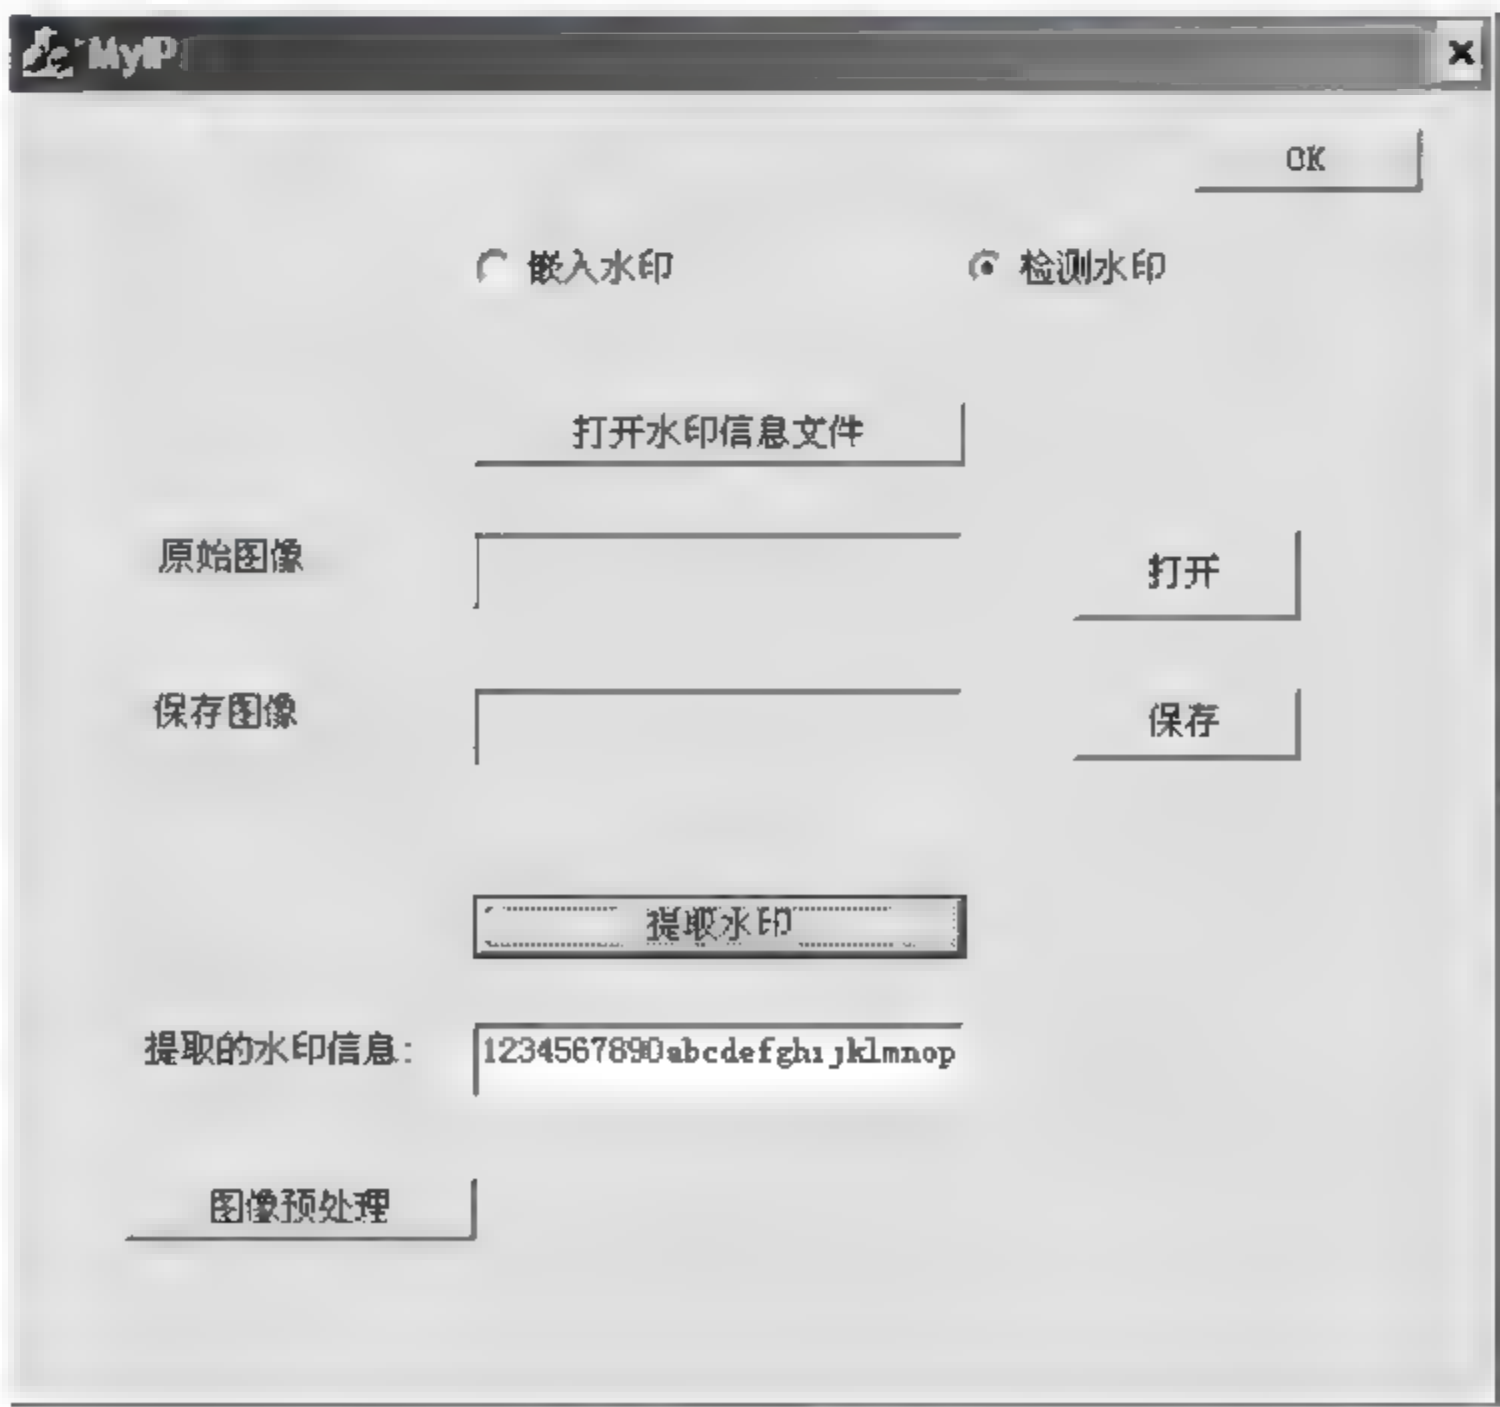 MyIP
OK
嵌入水印 检测水印
打开水印信息文件
原始图像 打开
保存图像 保存
提取水印
提取的水印信息: 1234567890abcdefghijklmnop
图像预处理